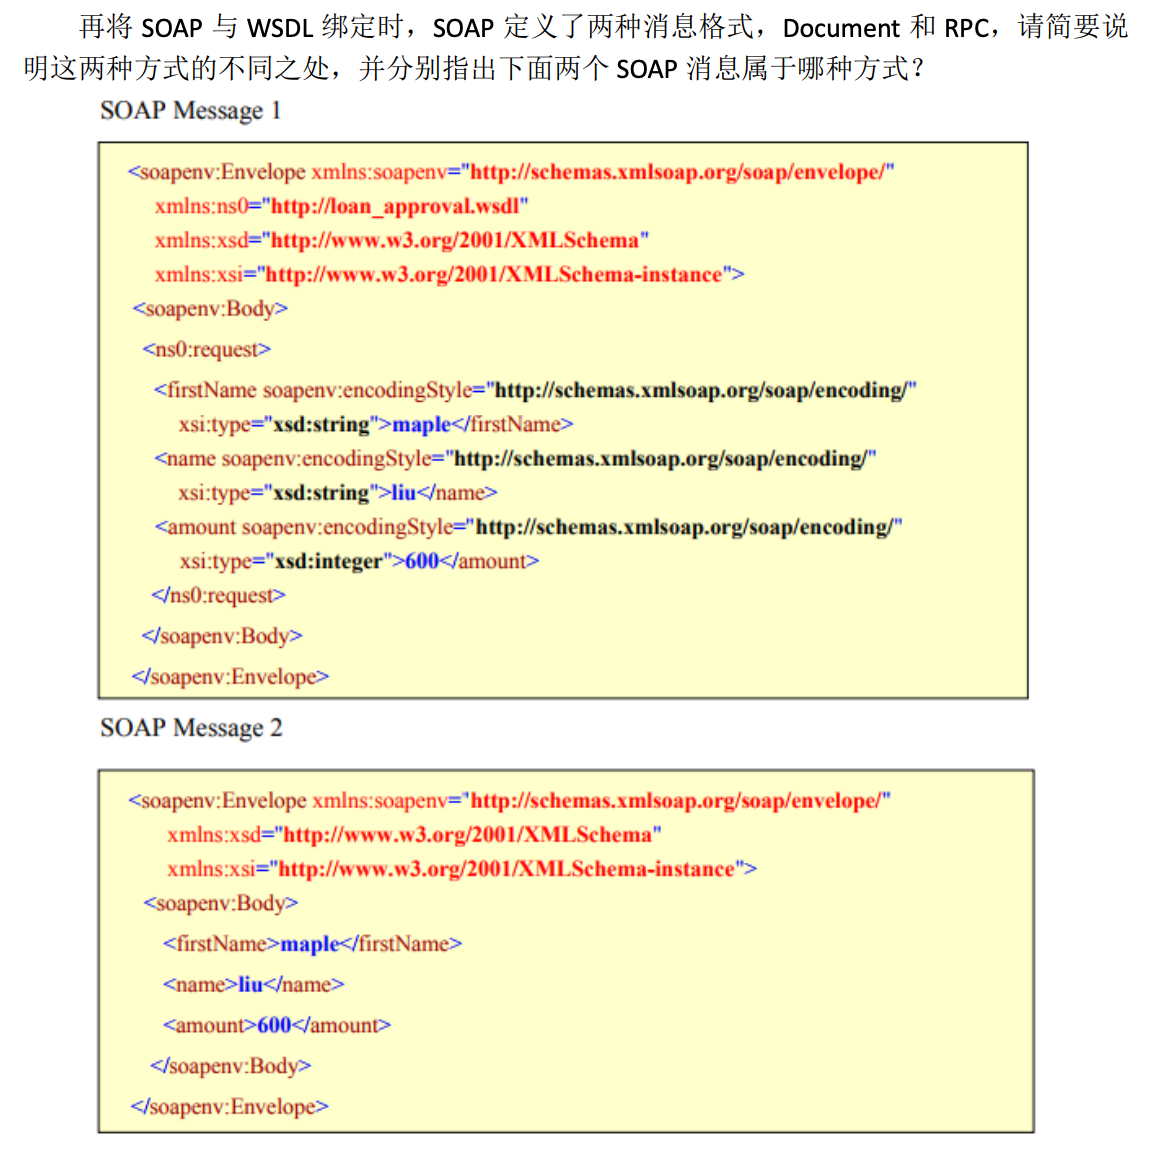 再将 SOAP 与 WSDL 绑定时，SOAP 定义了两种消息格式，Document 和 RPC，请简要说
明这两种方式的不同之处，并分别指出下面两个 SOAP 消息属于哪种方式？
SOAP Message 1
<soapenv:Envelope xmlns:soapenv="http://schemas.xmlsoap.org/soap/envelope/"
xmlns:ns0="http://loan_approval.wsdl"
xmlns:xsd="http://www.w3.org/2001/XMLSchema"
xmlns:xsi="http://www.w3.org/2001/XMLSchema-instance">
<soapenv:Body>
<ns0:request>
<firstName soapenv:encodingStyle="http://schemas.xmlsoap.org/soap/encoding/"
xsi:type="xsd:string">maple</firstName>
<name soapenv:encodingStyle="http://schemas.xmlsoap.org/soap/encoding/"
xsi:type="xsd:string">liu</name>
<amount soapenv:encodingStyle="http://schemas.xmlsoap.org/soap/encoding/"
xsi:type="xsd:integer">600</amount>
</ns0:request>
</soapenv:Body>
</soapenv:Envelope>
SOAP Message 2
<soapenv:Envelope xmlns:soapenv="http://schemas.xmlsoap.org/soap/envelope/"
xmlns:xsd="http://www.w3.org/2001/XMLSchema"
xmlns:xsi="http://www.w3.org/2001/XMLSchema-instance">
<soapenv:Body>
<firstName>maple</firstName>
<name>liu</name>
<amount>600</amount>
</soapenv:Body>
</soapenv:Envelope>